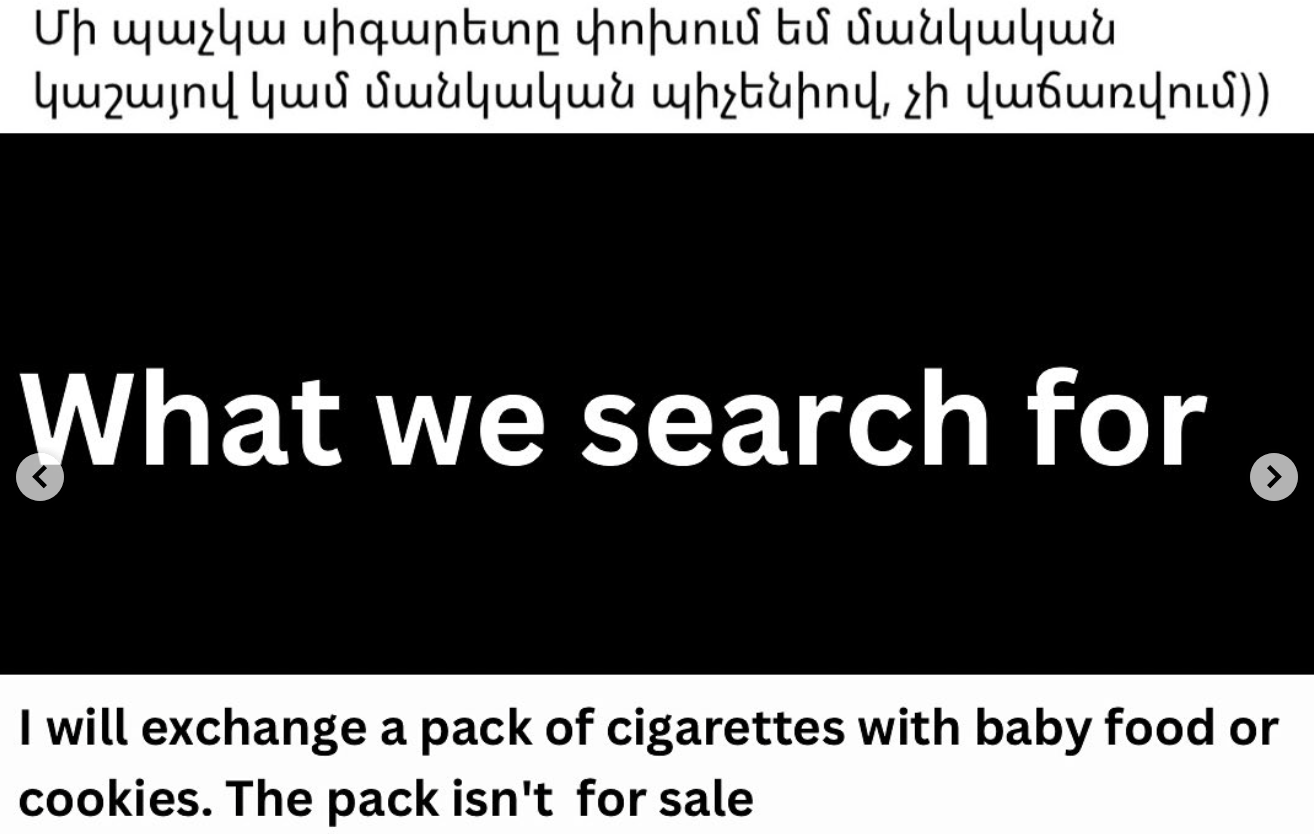 Մի պաչկա սիգարետը փոխում եմ մանկական
կաշայով կամ մանկական պիչենիով, չի վաճառվում))
What we search for
I will exchange a pack of cigarettes with baby food or
cookies. The pack isn't for sale